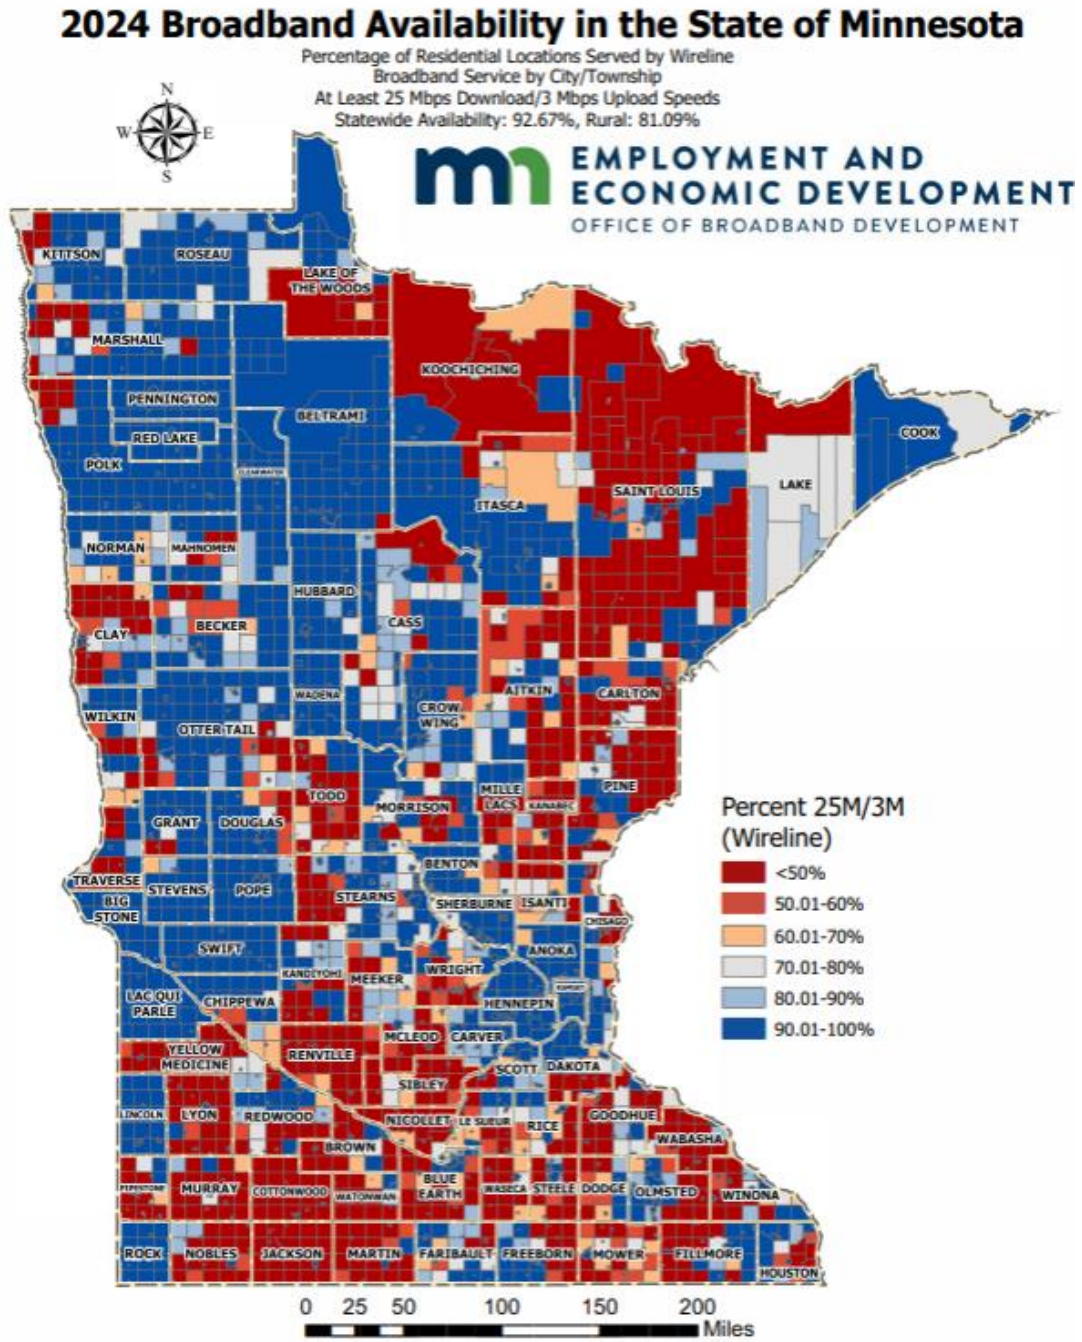 2024 Broadband Availability in the State of Minnesota
Percentage of Residential Locations Served by Wireline
Broadband Service by City/Township
At Least 25 Mbps Download/3 Mbps Upload Speeds
Statewide Availability: 92.67%, Rural: 81.09%
N
W E
S
mn
EMPLOYMENT AND
ECONOMIC DEVELOPMENT
OFFICE OF BROADBAND DEVELOPMENT
KITTSON
ROSEAU
LAKE OF
THE WOODS
MARSHALL
KOOCHICHING
PENNINGTON
BELTRAMI
RED LAKE
COOK
POLK
CLEARWATER
LAKE
SAINT LOUIS
ITASCA
NORMAN
MAHNOMEN
HUBBARD
CASS
BECKER
CLAY
AITKIN
CARLTON
WADENA
CROW
WING
WILKIN
OTTER TAIL
PINE
MILLE
LACS
KANABEC
TODD
MORRISON
GRANT
DOUGLAS
BENTON
TRAVERSE
STEVENS
POPE
STEARNS
BIG
STONE
SHERBURNE
ISANTI
CHISAGO
SWIFT
ANOKA
KANDIYOHI
MEEKER
WRIGHT
RAMSEY
LAC QUI
PARLE
CHIPPEWA
HENNEPIN
MCLEOD
CARVER
YELLOW
MEDICINE
RENVILLE
SCOTT
DAKOTA
SIBLEY
LINCOLN
LYON
REDWOOD
NICOLLET
LE SUEUR
RICE
GOODHUE
WABASHA
BROWN
PIPESTONE
MURRAY
COTTONWOOD
WATONWAN
BLUE
EARTH
WASECA
STEELE
DODGE
OLMSTED
WINONA
ROCK
NOBLES
JACKSON
MARTIN
FARIBAULT
FREEBORN
MOWER
FILLMORE
HOUSTON
Percent 25M/3M
(Wireline)
<50%
50.01-60%
60.01-70%
70.01-80%
80.01-90%
90.01-100%
0 25 50 100 150 200
Miles